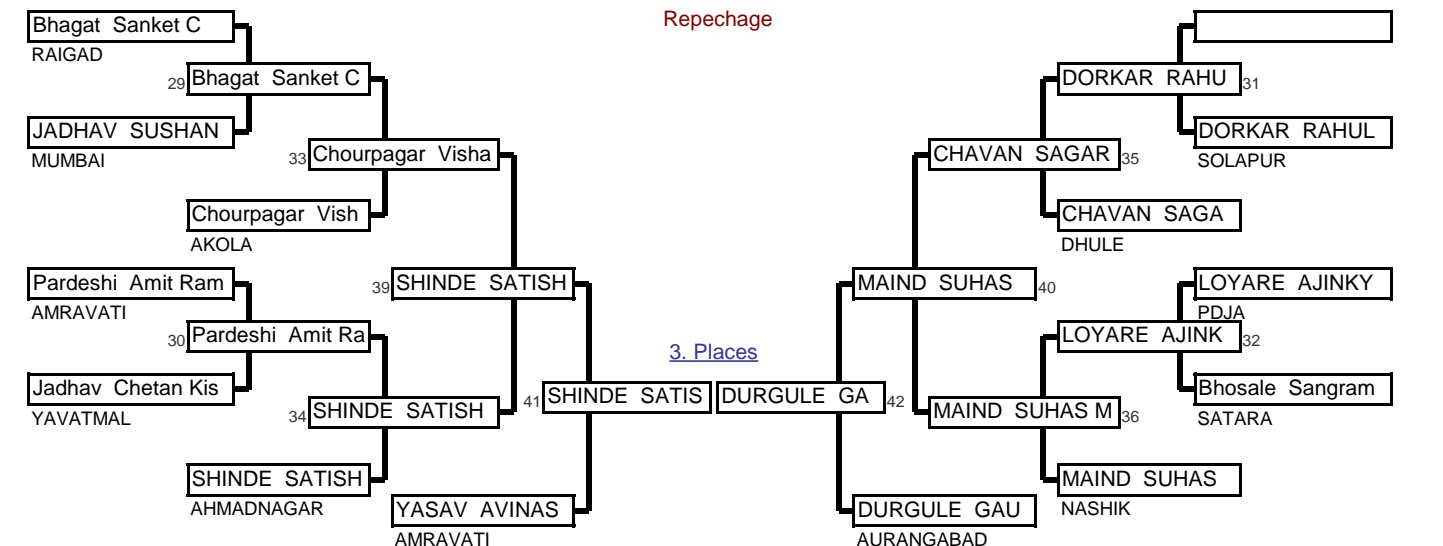 Repechage
Bhagat Sanket C
RAIGAD
29 Bhagat Sanket C
DORKAR RAHU 31
JADHAV SUSHAN
MUMBAI
DORKAR RAHUL
SOLAPUR
33 Chourpagar Visha
CHAVAN SAGAR 35
Chourpagar Vish
AKOLA
CHAVAN SAGA
DHULE
Pardeshi Amit Ram
AMRAVATI
39 SHINDE SATISH
MAIND SUHAS 40
LOYARE AJINKY
PDJA
30 Pardeshi Amit Ra
LOYARE AJINK 32
3. Places
Jadhav Chetan Kis
YAVATMAL
41 SHINDE SATIS
DURGULE GA 42
Bhosale Sangram
SATARA
34 SHINDE SATISH
MAIND SUHAS M 36
SHINDE SATISH
AHMADNAGAR
MAIND SUHAS
NASHIK
YASAV AVINAS
AMRAVATI
DURGULE GAU
AURANGABAD